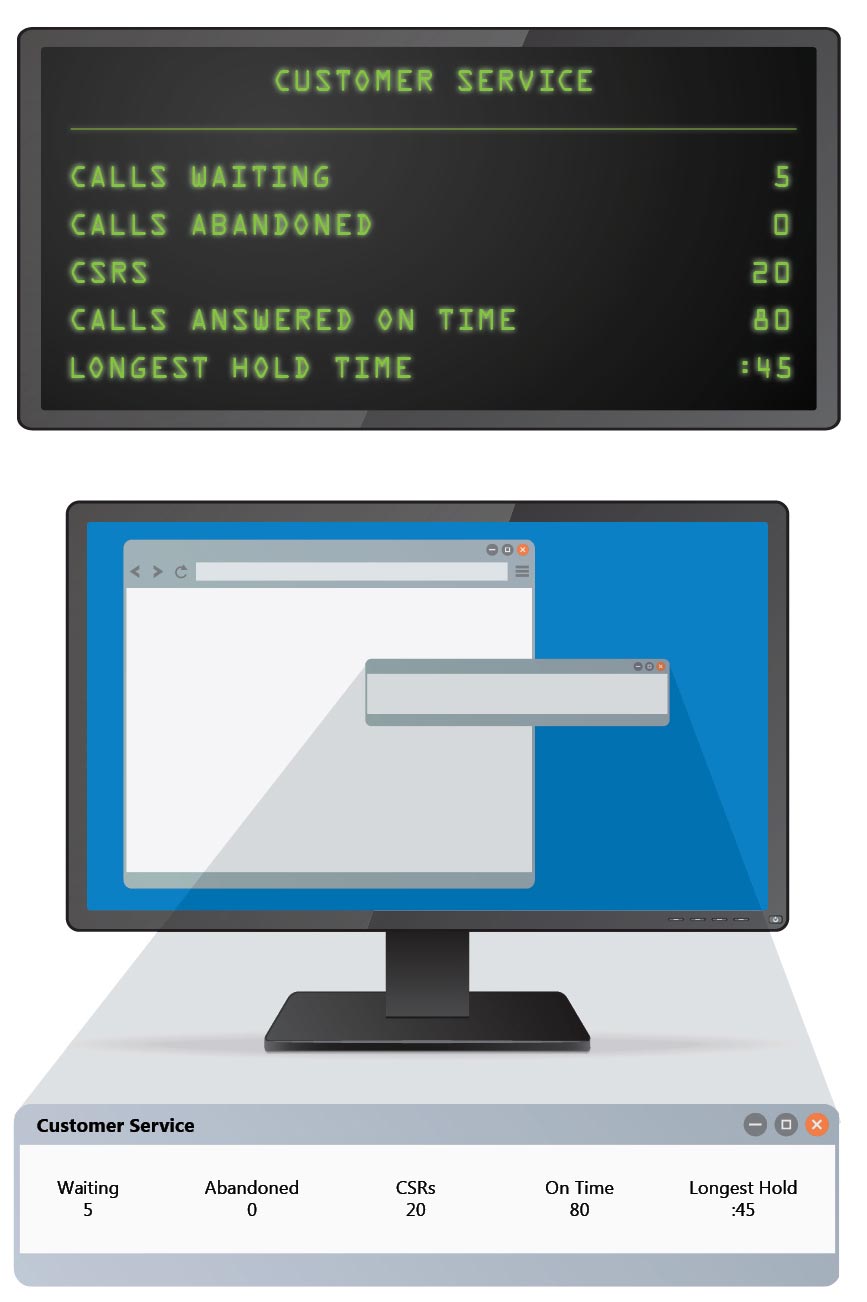 CUSTOMER SERVICE
CALLS WAITING 5
CALLS ABANDONED 0
CSRS 20
CALLS ANSWERED ON TIME 80
LONGEST HOLD TIME :45
Customer Service
Waiting Abandoned CSRs On Time Longest Hold
5 0 20 80 :45